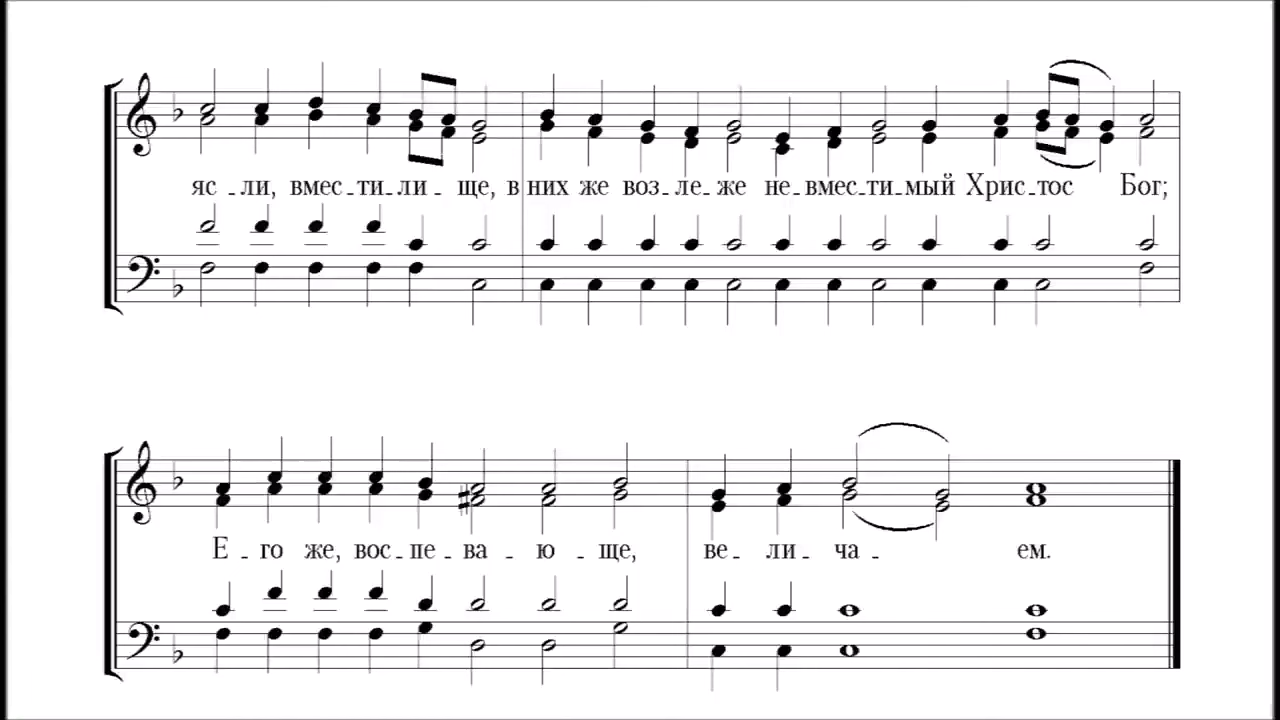 яс - ли, вмес - ти - ли - ще, в них же воз - ле - же не - вмес - ти - мый Хрис - тос Бог;
Е - го же, вос - пе - ва - ю - ще, ве - ли - ча - ем.